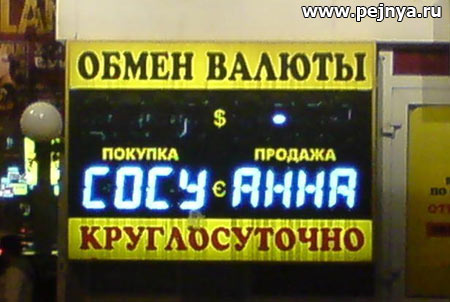 www.pejnya.ru
ОБМЕН ВАЛЮТЫ
$
ПОКУПКА ПРОДАЖА
СОСУ € АННА
КРУГЛОСУТОЧНО